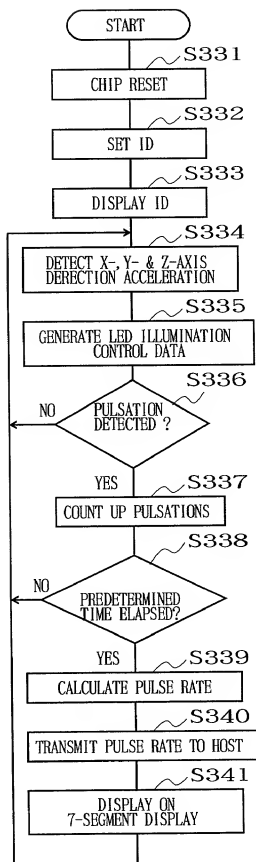 START
S331
CHIP RESET
S332
SET ID
S333
DISPLAY ID
S334
DETECT X-, Y- & Z-AXIS
DERECTION ACCELERATION
S335
GENERATE LED ILLUMINATION
CONTROL DATA
S336
NO
PULSATION
DETECTED ?
YES
S337
COUNT UP PULSATIONS
S338
NO
PREDETERMINED
TIME ELAPSED?
YES
S339
CALCULATE PULSE RATE
S340
TRANSMIT PULSE RATE TO HOST
S341
DISPLAY ON
7-SEGMENT DISPLAY